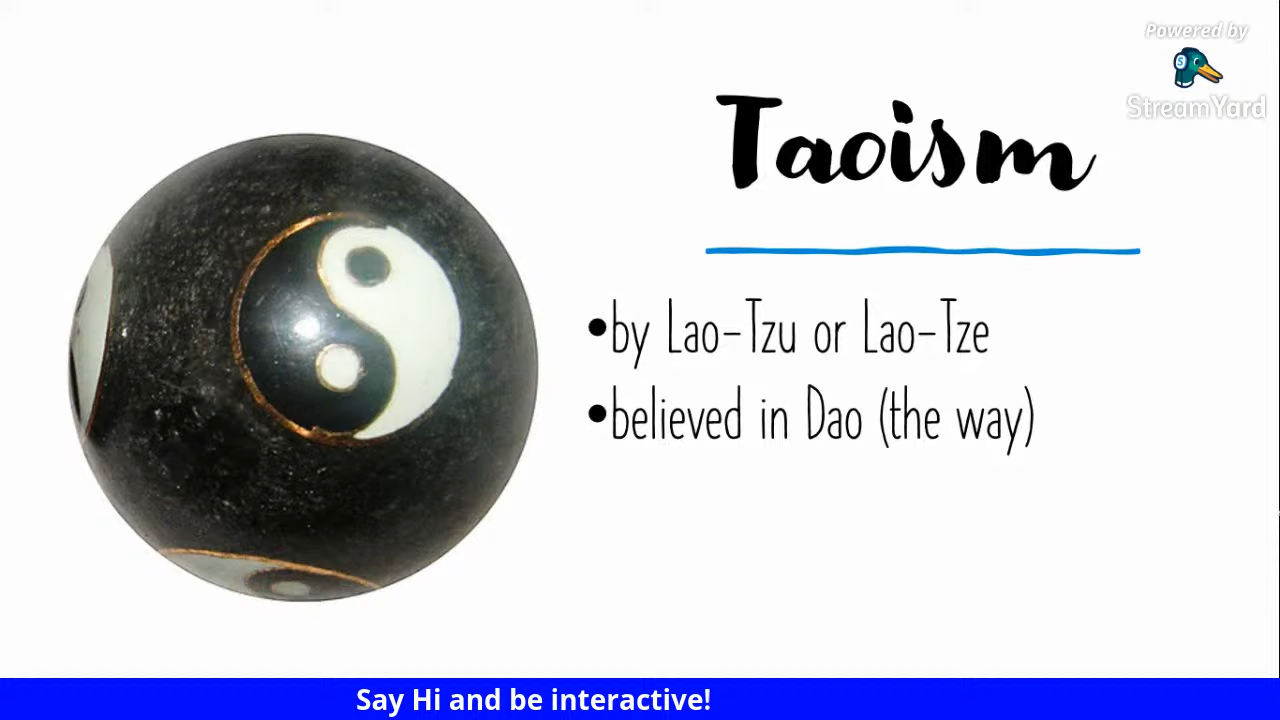 Powered by
StreamYard
Taoism
•by Lao-Tzu or Lao-Tze
•believed in Dao (the way)
Say Hi and be interactive!